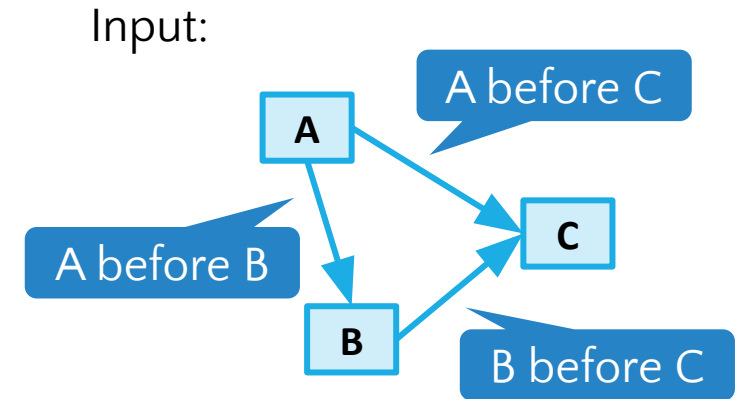 Input:
A before C
A
C
A before B
B
B before C